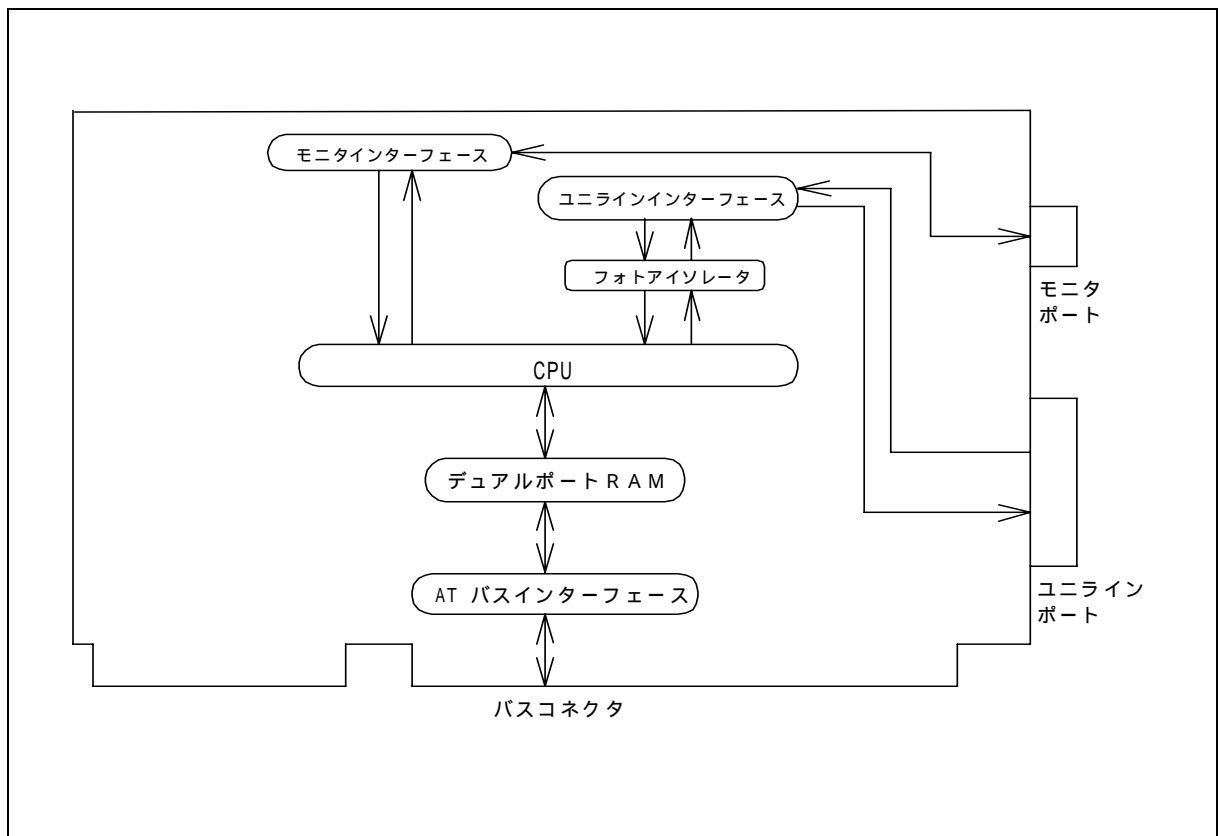 モニタインターフェース
ユニラインインターフェース
フォトアイソレータ
モニタ
ポート
CPU
デュアルポートRAM
AT バスインターフェース
ユニライン
ポート
バスコネクタ